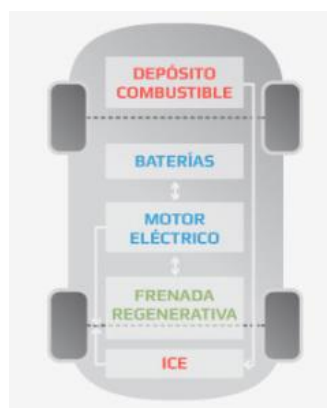 DEPÓSITO
COMBUSTIBLE
BATERÍAS
MOTOR
ELÉCTRICO
FRENADA
REGENERATIVA
ICE